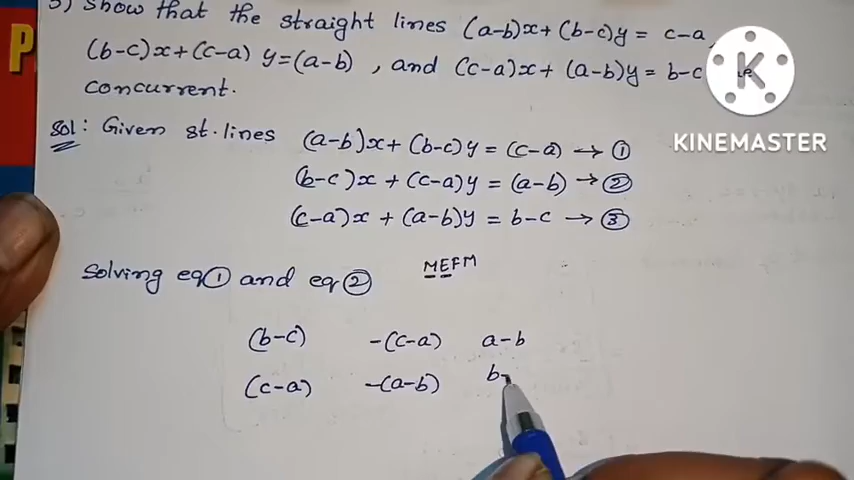 5) Show that the straight lines (a-b)x+(b-c)y = c-a,
(b-c)x+(c-a) y=(a-b) , and (c-a)x+ (a-b)y = b-c
concurrent.
Sol: Given st.lines (a-b)x+(b-c)y = (c-a) → ①
(b-c)x + (c-a)y = (a-b) → ②
(c-a)x + (a-b)y = b-c → ③
Solving eq① and eq② MEFM
(b-c) -(c-a) a-b
(c-a) -(a-b) b-
K
KINEMASTER
P